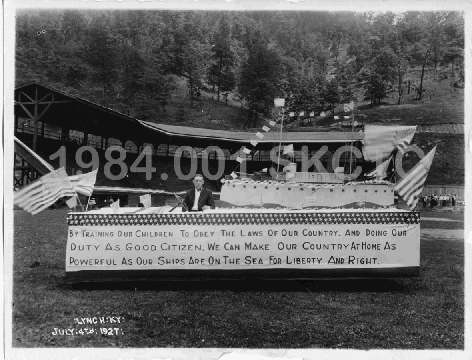 1984.001.SKC.C
By Training Our Children To Obey The Laws Of Our Country, And Doing Our
Duty As Good Citizen, We Can Make Our Country At Home As
Powerful As Our Ships Are On The Sea For Liberty And Right.
LYNCH-KY-
JULY-4TH-1927-